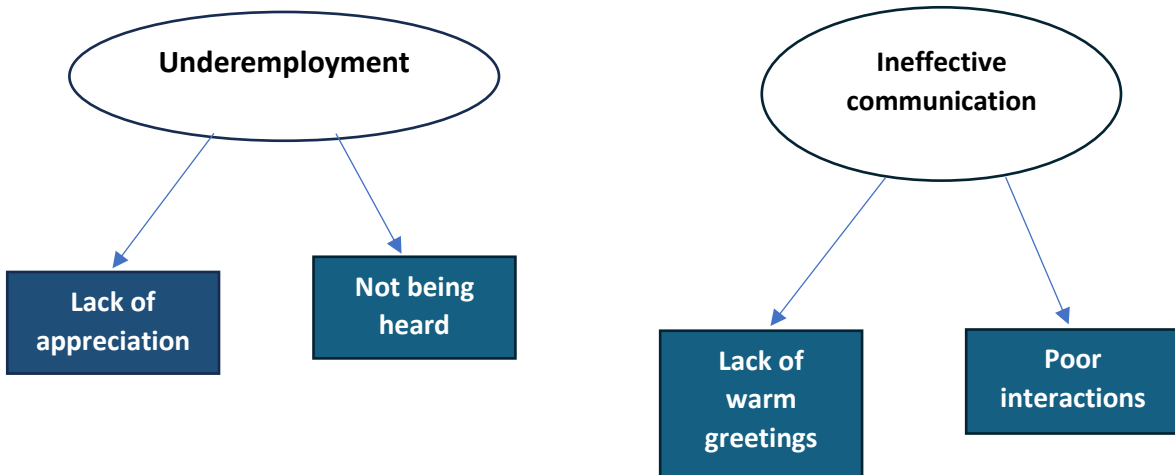 Underemployment
Ineffective
communication
Lack of
appreciation
Not being
heard
Lack of
warm
greetings
Poor
interactions